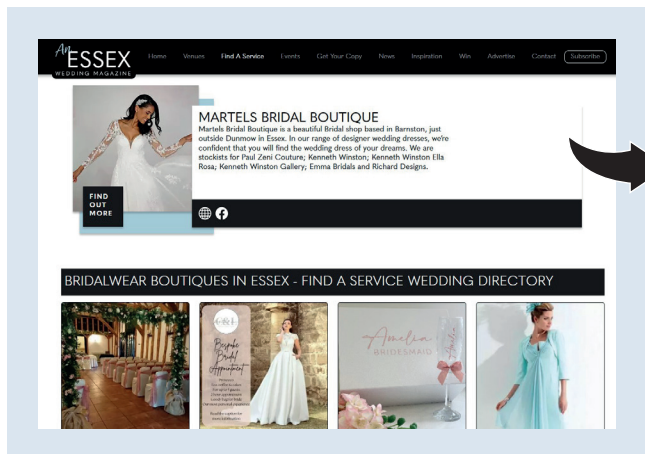 An
ESSEX
WEDDING MAGAZINE
Home Venues Find A Service Events Get Your Copy News Inspiration Win Advertise Contact Subscribe
MARTELS BRIDAL BOUTIQUE
Martels Bridal Boutique is a beautiful Bridal shop based in Barnston, just
outside Dunmow in Essex. In our range of designer wedding dresses, we're
confident that you will find the wedding dress of your dreams. We are
stockists for Paul Zeni Couture; Kenneth Winston; Kenneth Winston Ella
Rosa; Kenneth Winston Gallery; Emma Bridals and Richard Designs.
FIND
OUT
MORE
BRIDALWEAR BOUTIQUES IN ESSEX - FIND A SERVICE WEDDING DIRECTORY
Bespoke
Bridal
Appointment
Amelia
BRIDESMAID
Amelia